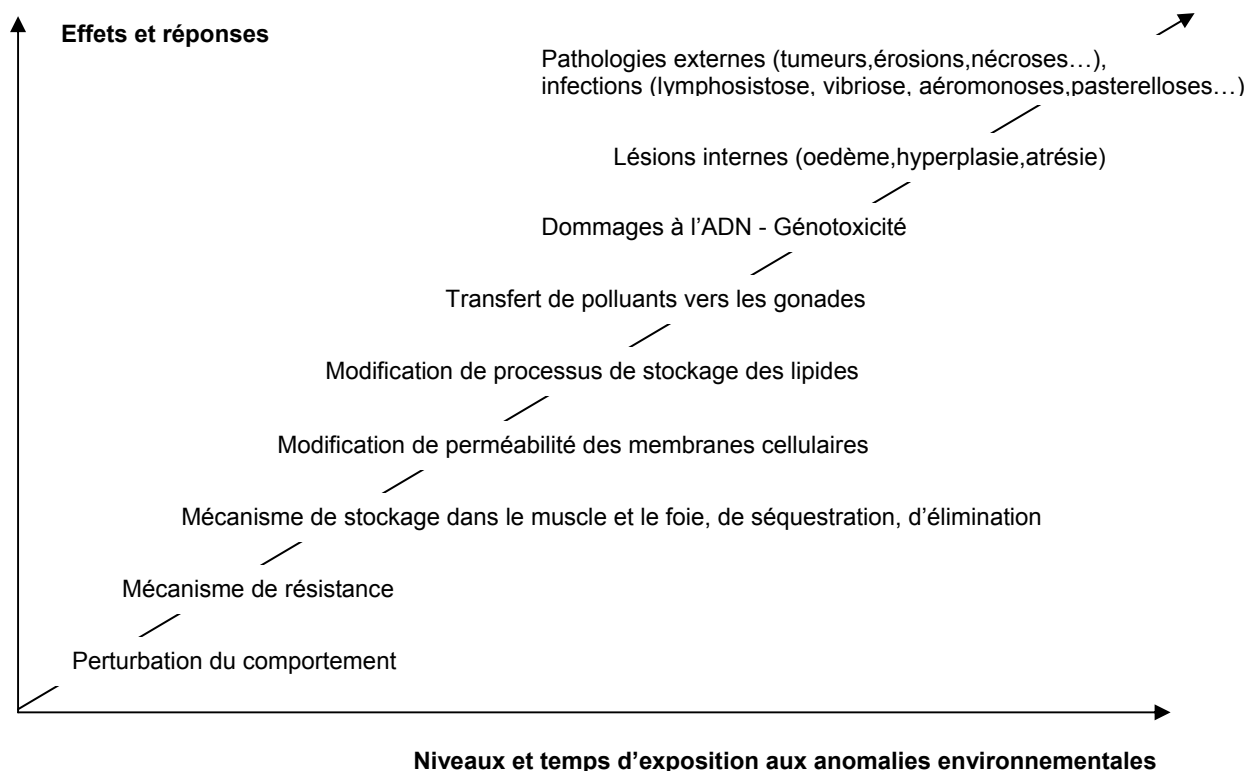 Effets et réponses
Pathologies externes (tumeurs,érosions,nécroses…),
infections (lymphosistose, vibriose, aéromonoses,pasterelloses…)
Lésions internes (oedème,hyperplasie,atrésie)
Dommages à l’ADN - Génotoxicité
Transfert de polluants vers les gonades
Modification de processus de stockage des lipides
Modification de perméabilité des membranes cellulaires
Mécanisme de stockage dans le muscle et le foie, de séquestration, d’élimination
Mécanisme de résistance
Perturbation du comportement
Niveaux et temps d’exposition aux anomalies environnementales